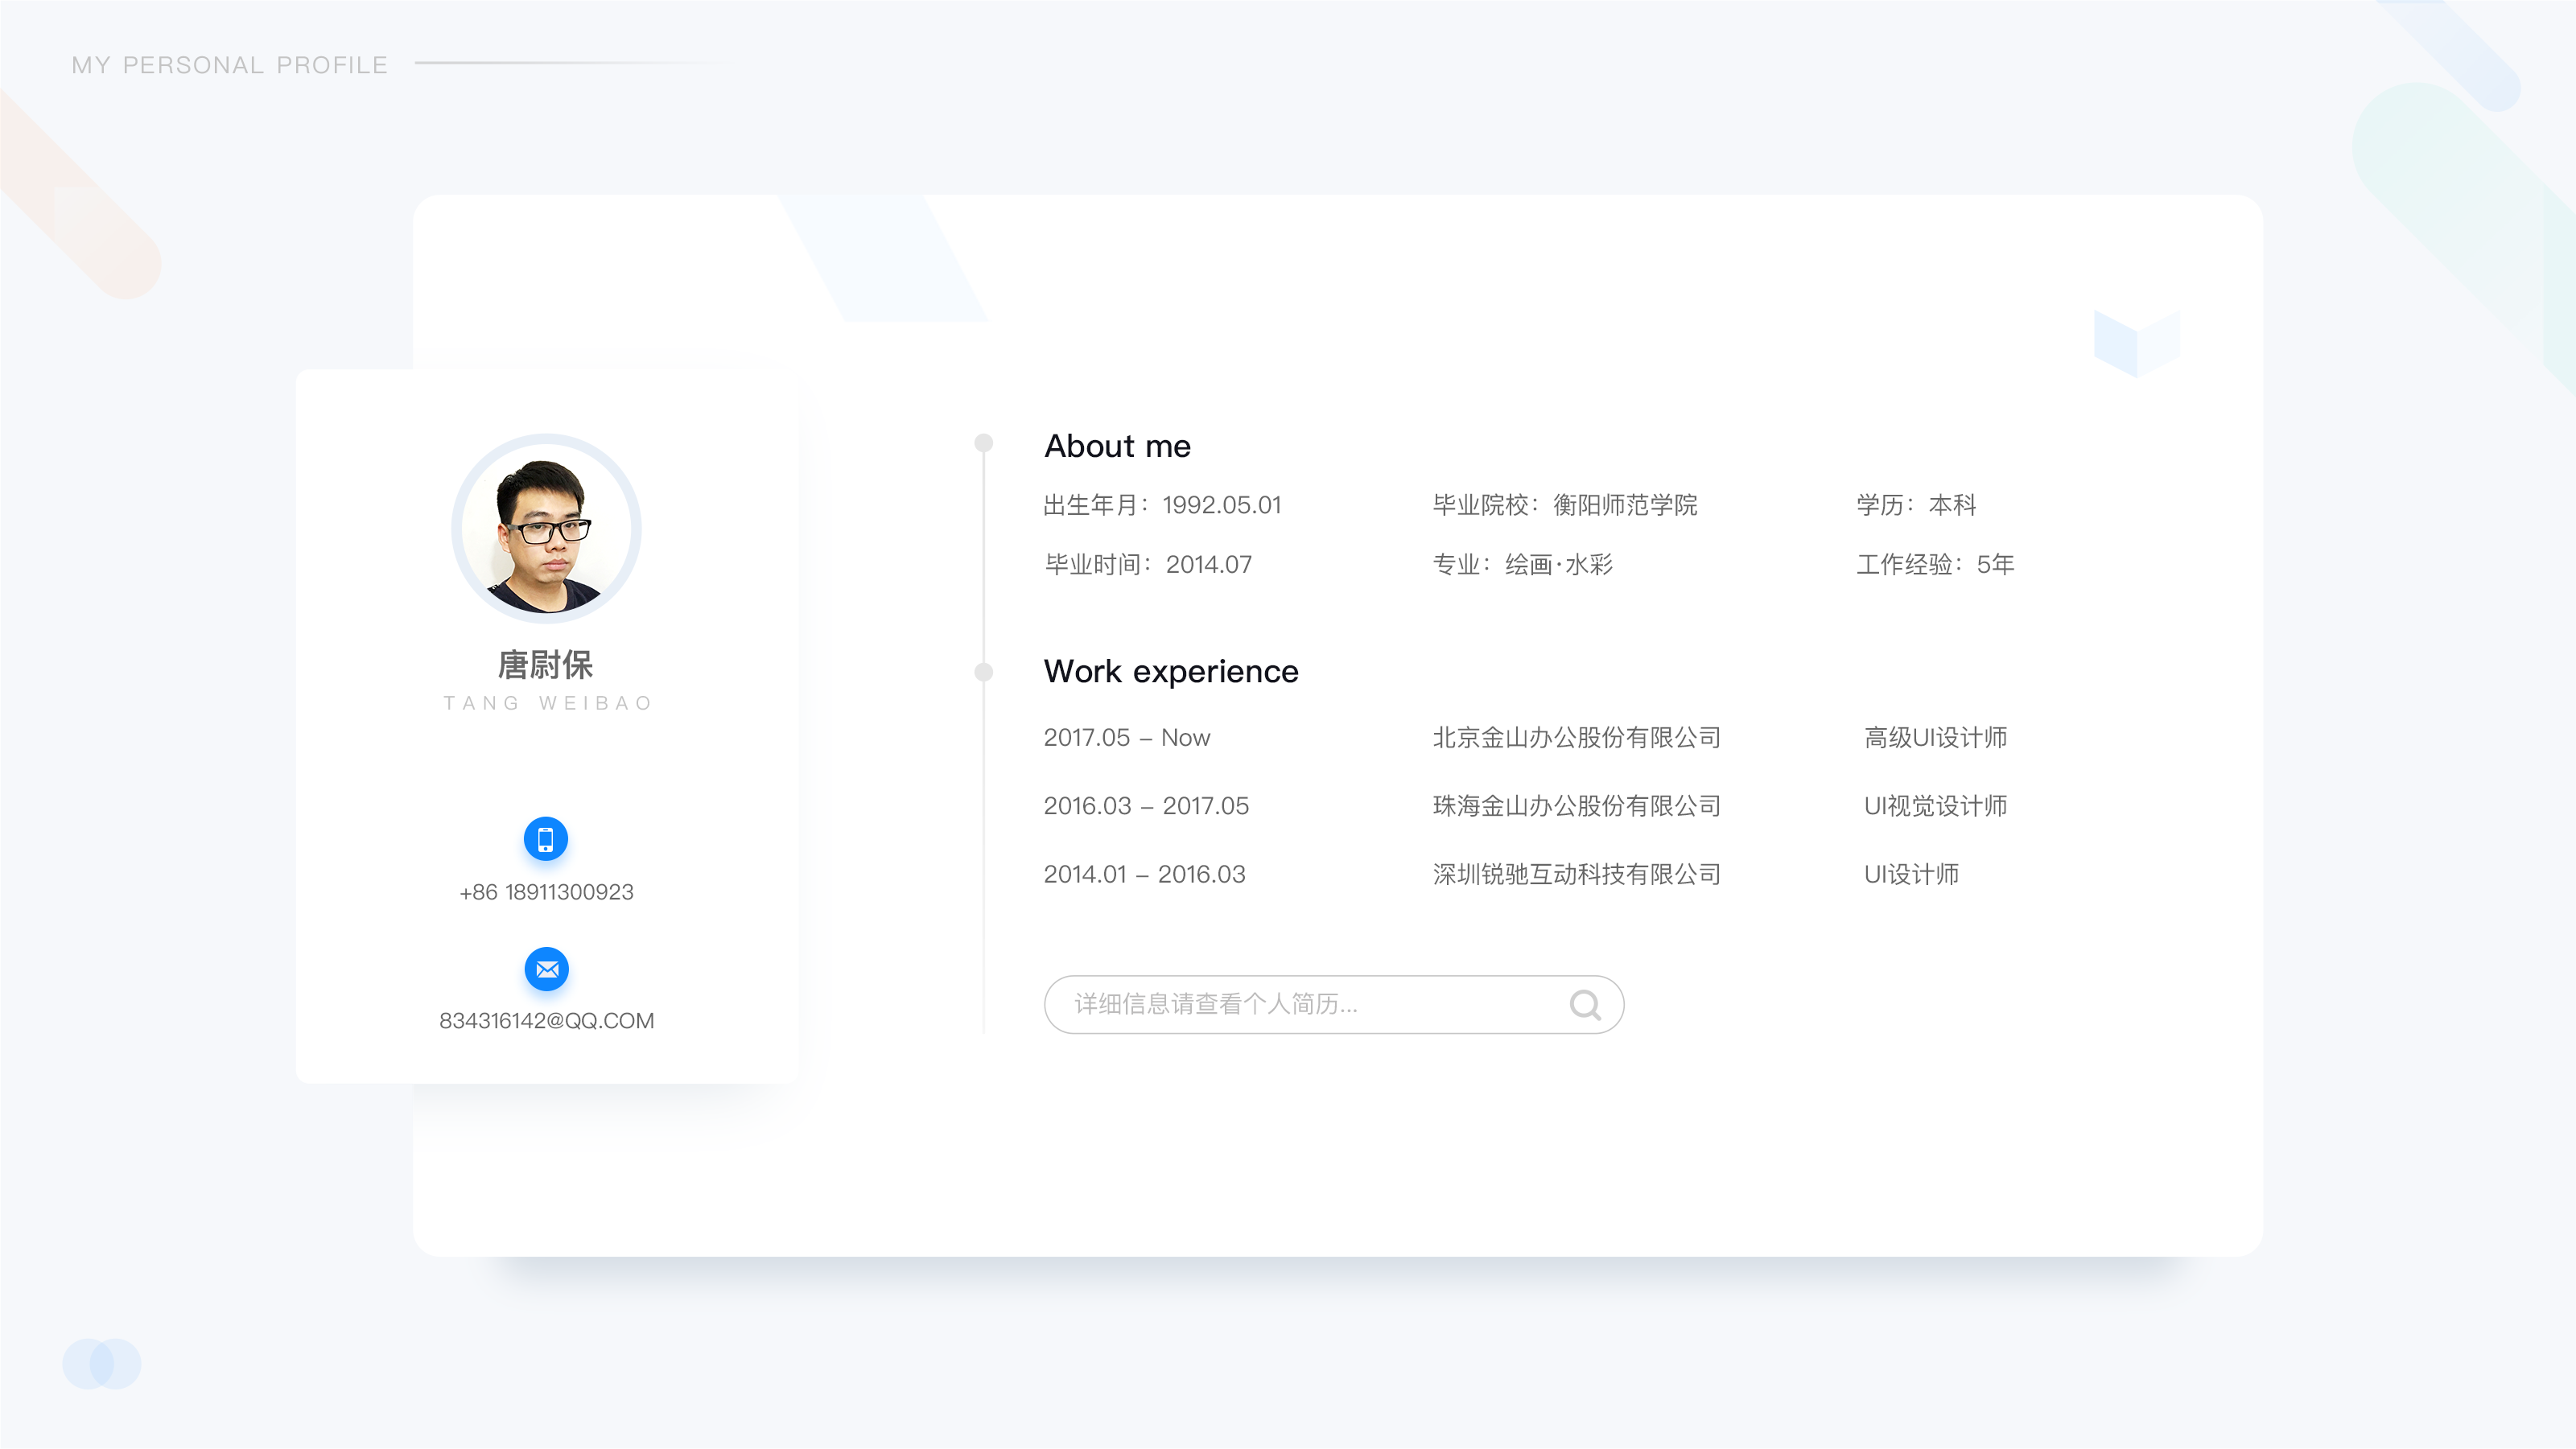 MY PERSONAL PROFILE
唐尉保
TANG WEIBAO
+86 18911300923
834316142@QQ.COM
About me
出生年月：1992.05.01 毕业院校：衡阳师范学院 学历：本科
毕业时间：2014.07 专业：绘画·水彩 工作经验：5年
Work experience
2017.05 – Now 北京金山办公股份有限公司 高级UI设计师
2016.03 – 2017.05 珠海金山办公股份有限公司 UI视觉设计师
2014.01 – 2016.03 深圳锐驰互动科技有限公司 UI设计师
详细信息请查看个人简历...